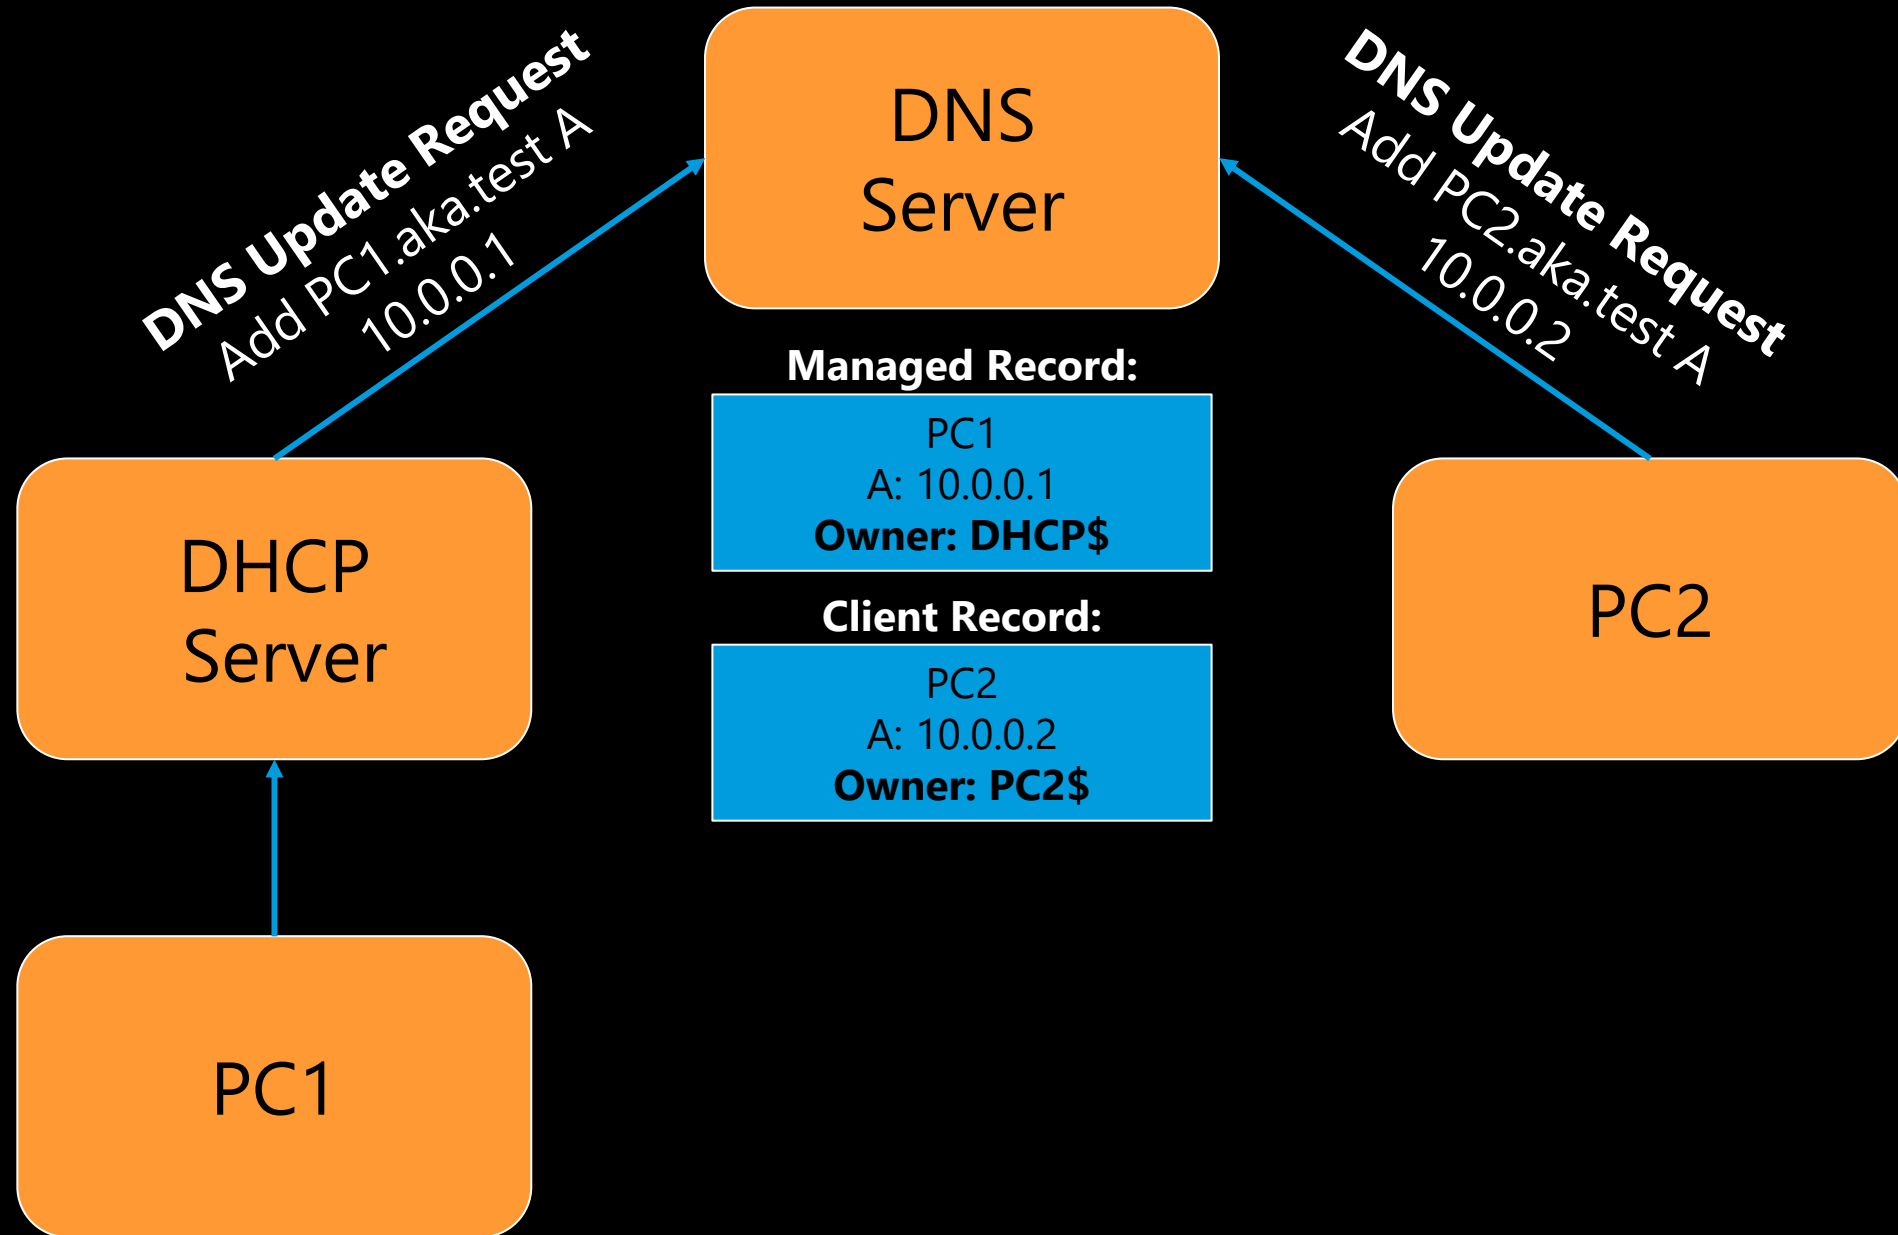 DNS Update Request
Add PC1.aka.test A
10.0.0.1
DNS
Server
DNS Update Request
Add PC2.aka.test A
10.0.0.2
Managed Record:
PC1
A: 10.0.0.1
Owner: DHCP$
Client Record:
PC2
A: 10.0.0.2
Owner: PC2$
DHCP
Server
PC2
PC1